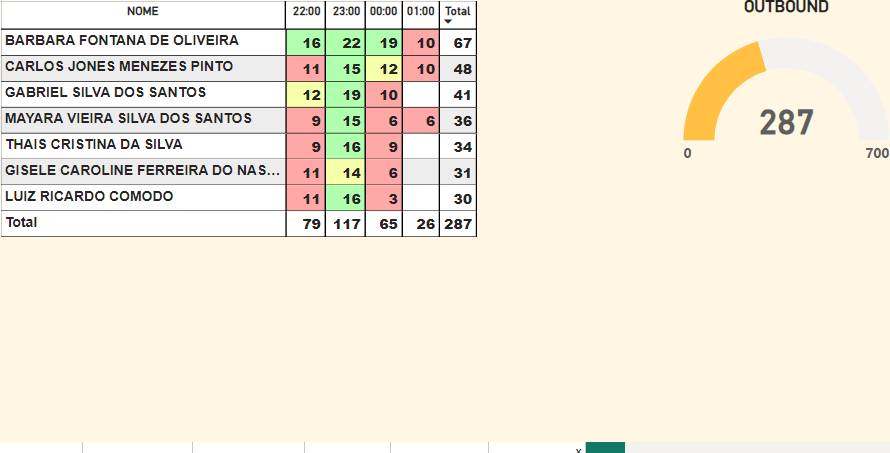 NOME 22:00 23:00 00:00 01:00 Total
BARBARA FONTANA DE OLIVEIRA 16 22 19 10 67
CARLOS JONES MENEZES PINTO 11 15 12 10 48
GABRIEL SILVA DOS SANTOS 12 19 10 41
MAYARA VIEIRA SILVA DOS SANTOS 9 15 6 6 36
THAIS CRISTINA DA SILVA 9 16 9 34
GISELE CAROLINE FERREIRA DO NAS... 11 14 6 31
LUIZ RICARDO COMODO 11 16 3 30
Total 79 117 65 26 287
OUTBOUND
287
0 700
x